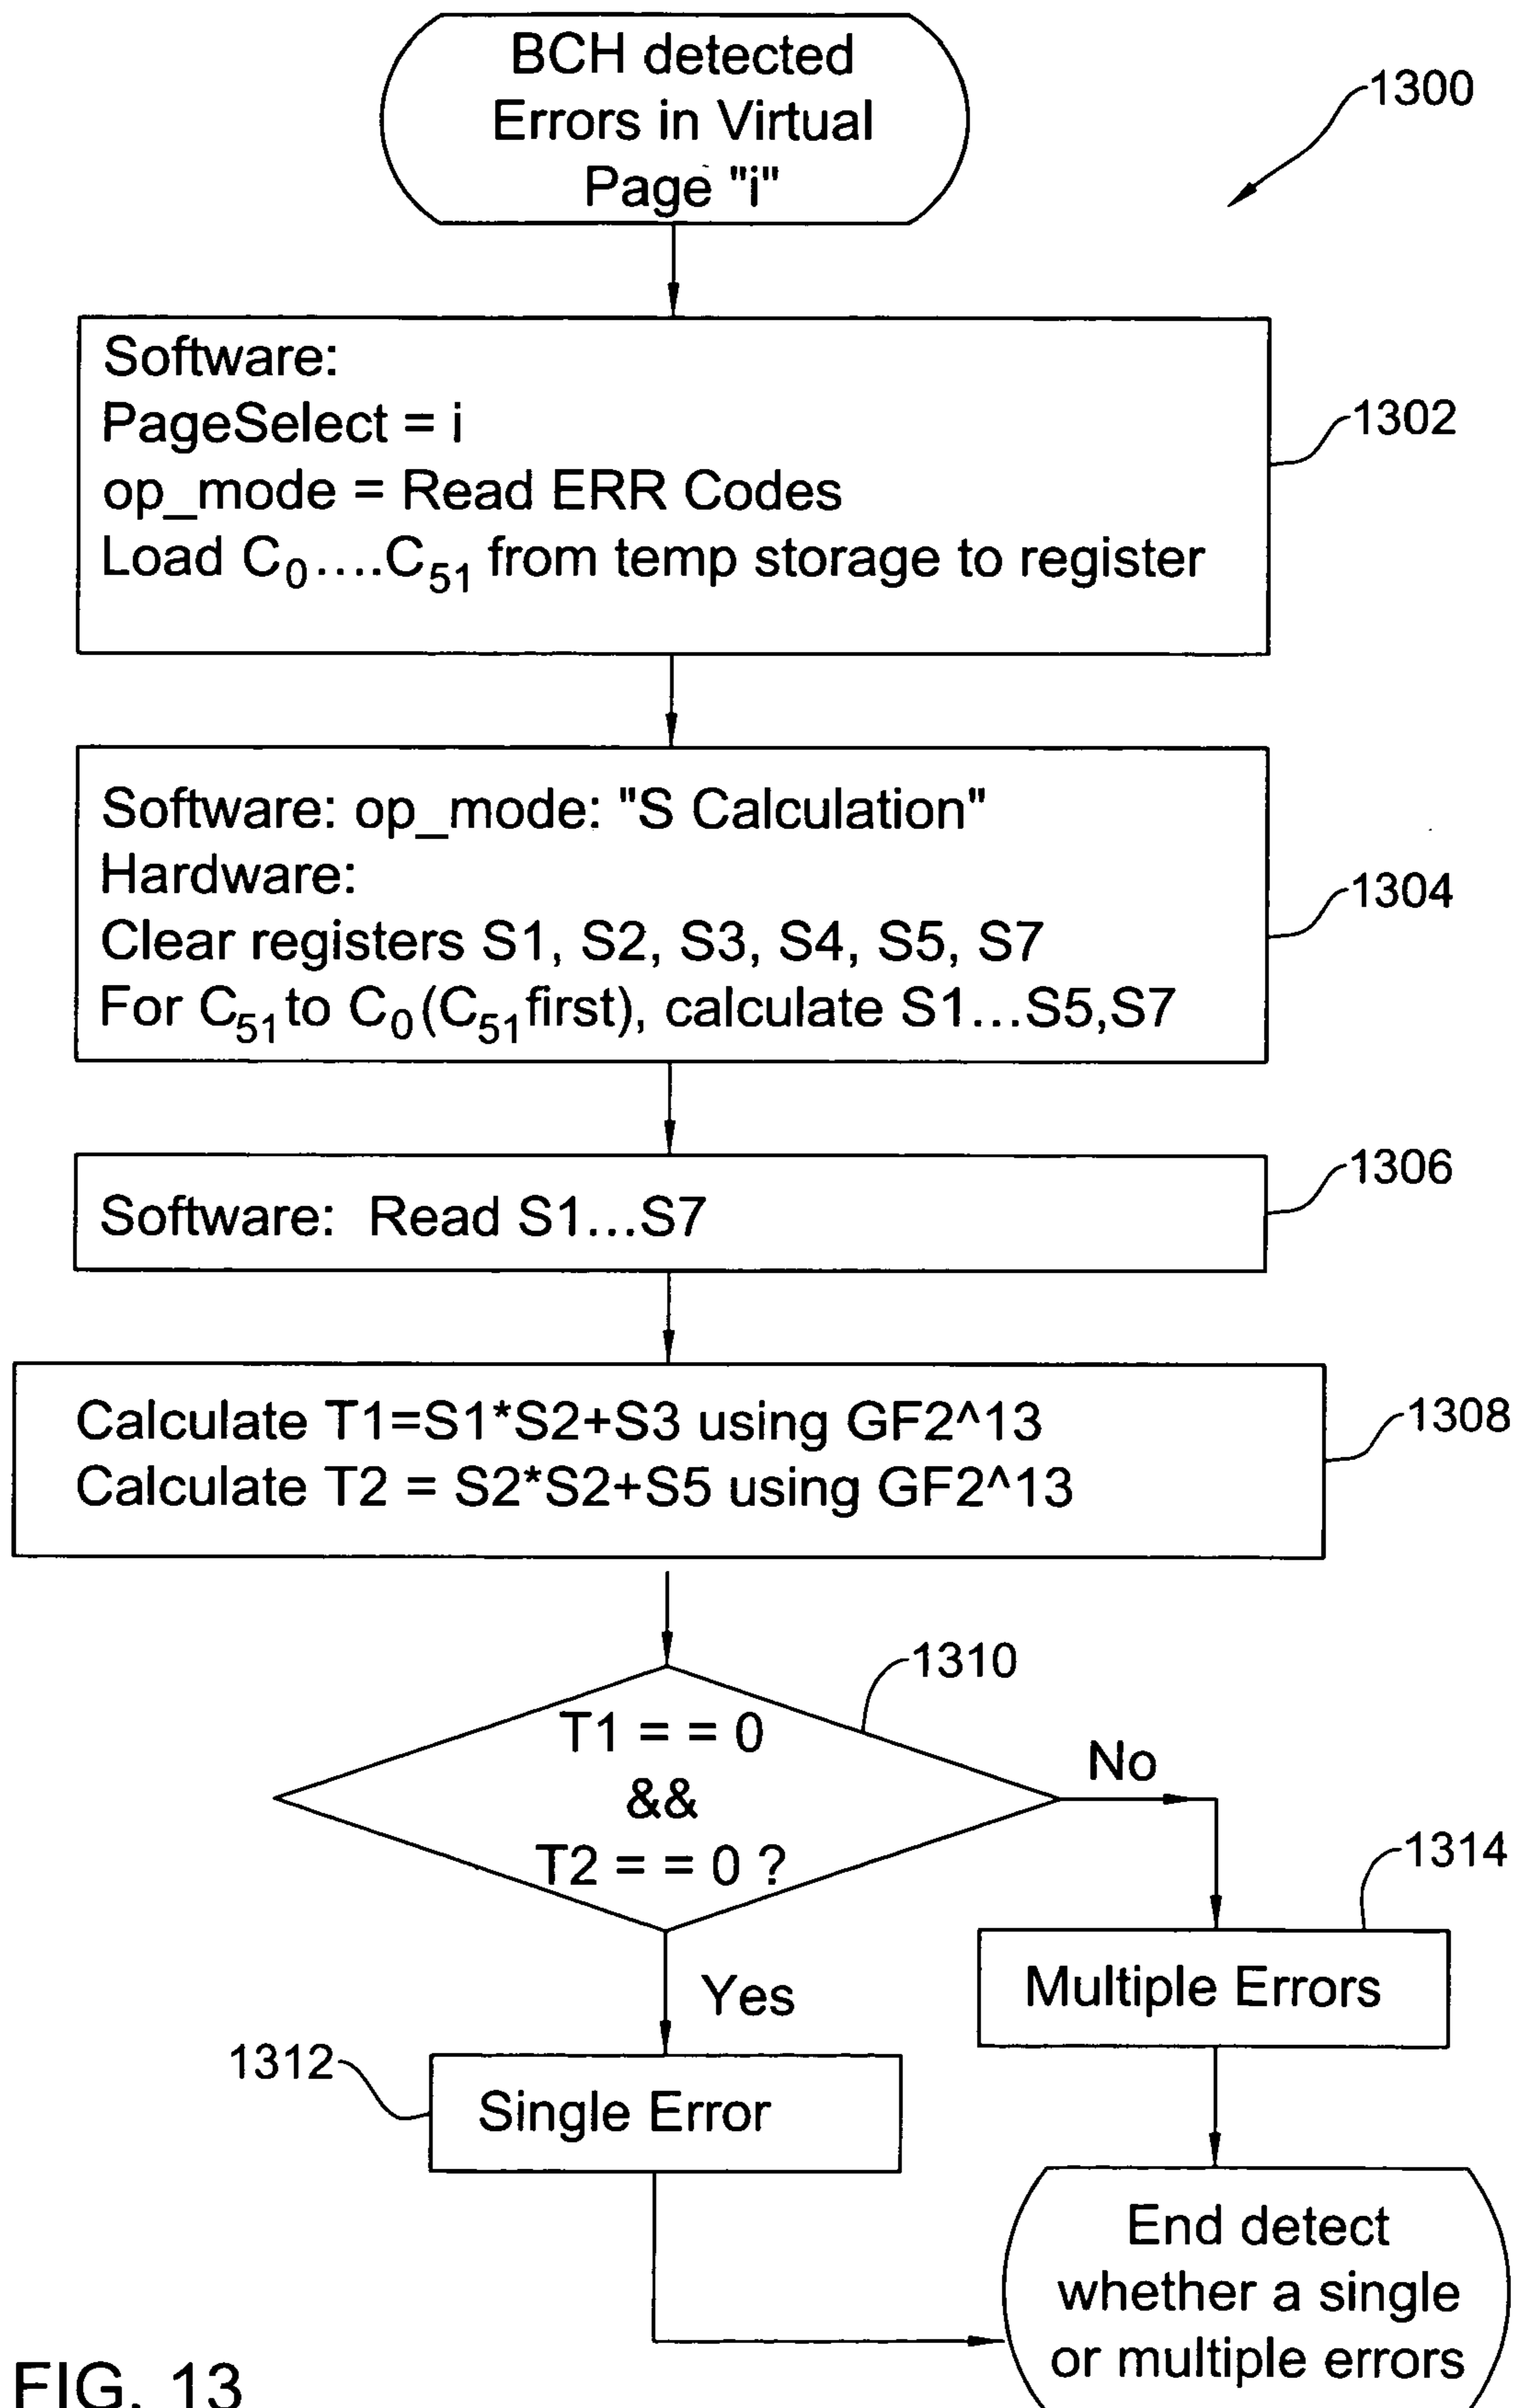 BCH detected
Errors in Virtual
Page "i"
1300
Software:
PageSelect = i
op_mode = Read ERR Codes
Load C0....C51 from temp storage to register
1302
Software: op_mode: "S Calculation"
Hardware:
Clear registers S1, S2, S3, S4, S5, S7
For C51 to C0 (C51 first), calculate S1...S5,S7
1304
Software: Read S1...S7
1306
Calculate T1=S1*S2+S3 using GF2^13
Calculate T2 = S2*S2+S5 using GF2^13
1308
1310
T1 = = 0
&&
T2 = = 0 ?
No
1314
Multiple Errors
Yes
1312
Single Error
End detect
whether a single
or multiple errors
FIG. 13